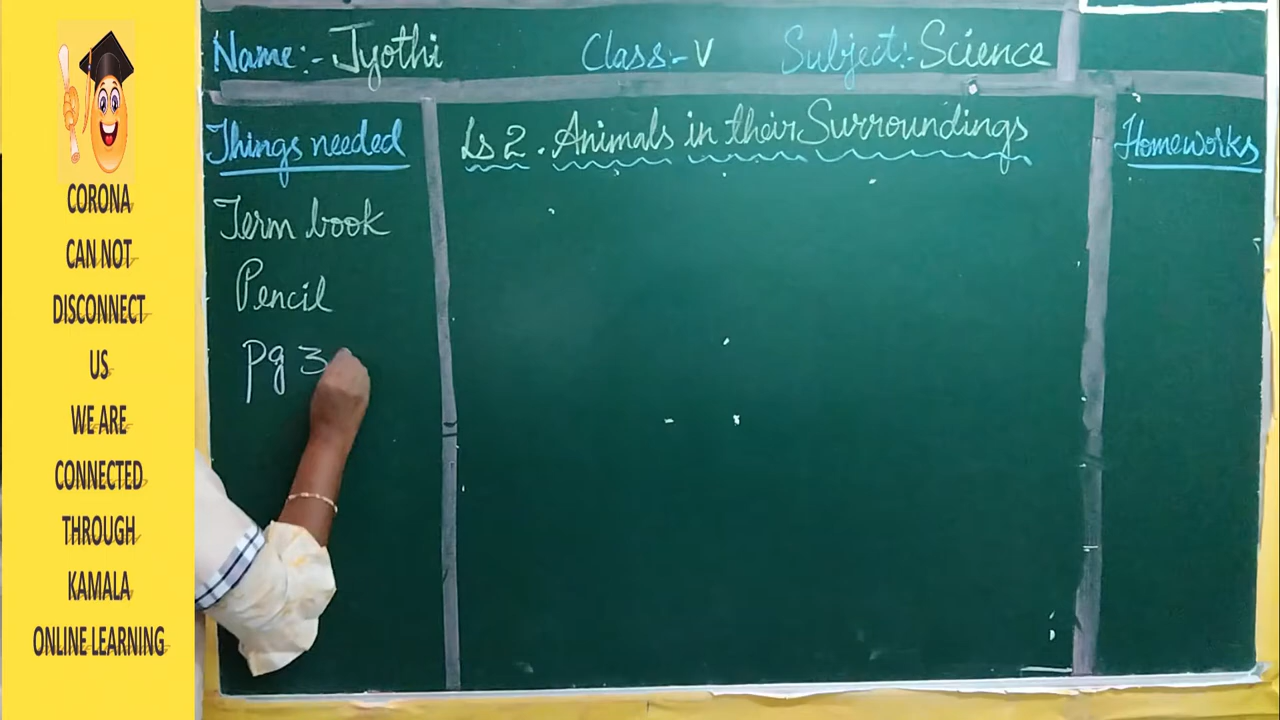 CORONA
CAN NOT
DISCONNECT
US
WE ARE
CONNECTED
THROUGH
KAMALA
ONLINE LEARNING
Name:- Jyothi Class:- V Subject:- Science
Things needed
Term book
Pencil
Pg 3
Ls 2. Animals in their Surroundings
Homeworks